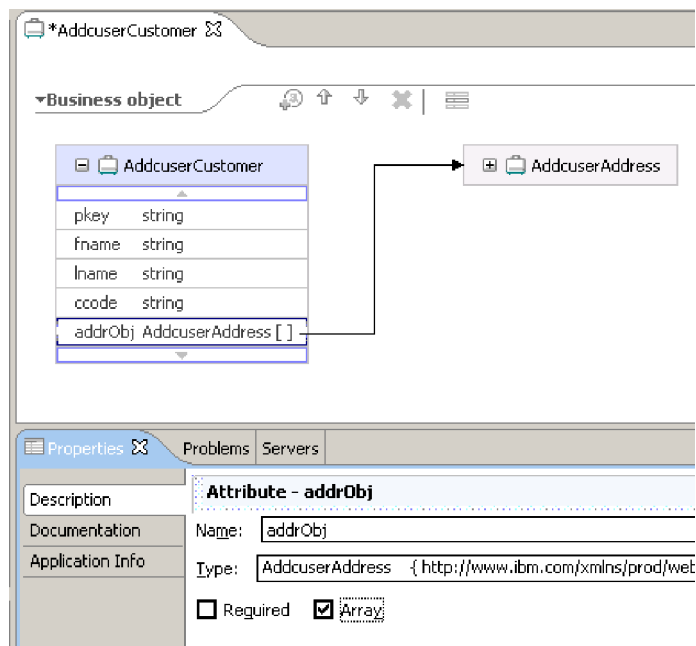 *AddcuserCustomer
Business object
AddcuserCustomer
AddcuserAddress
pkey string
fname string
lname string
ccode string
addrObj AddcuserAddress [ ]
Properties Problems Servers
Description
Documentation
Application Info
Attribute - addrObj
Name: addrObj
Type: AddcuserAddress { http://www.ibm.com/xmlns/prod/web
Required Array